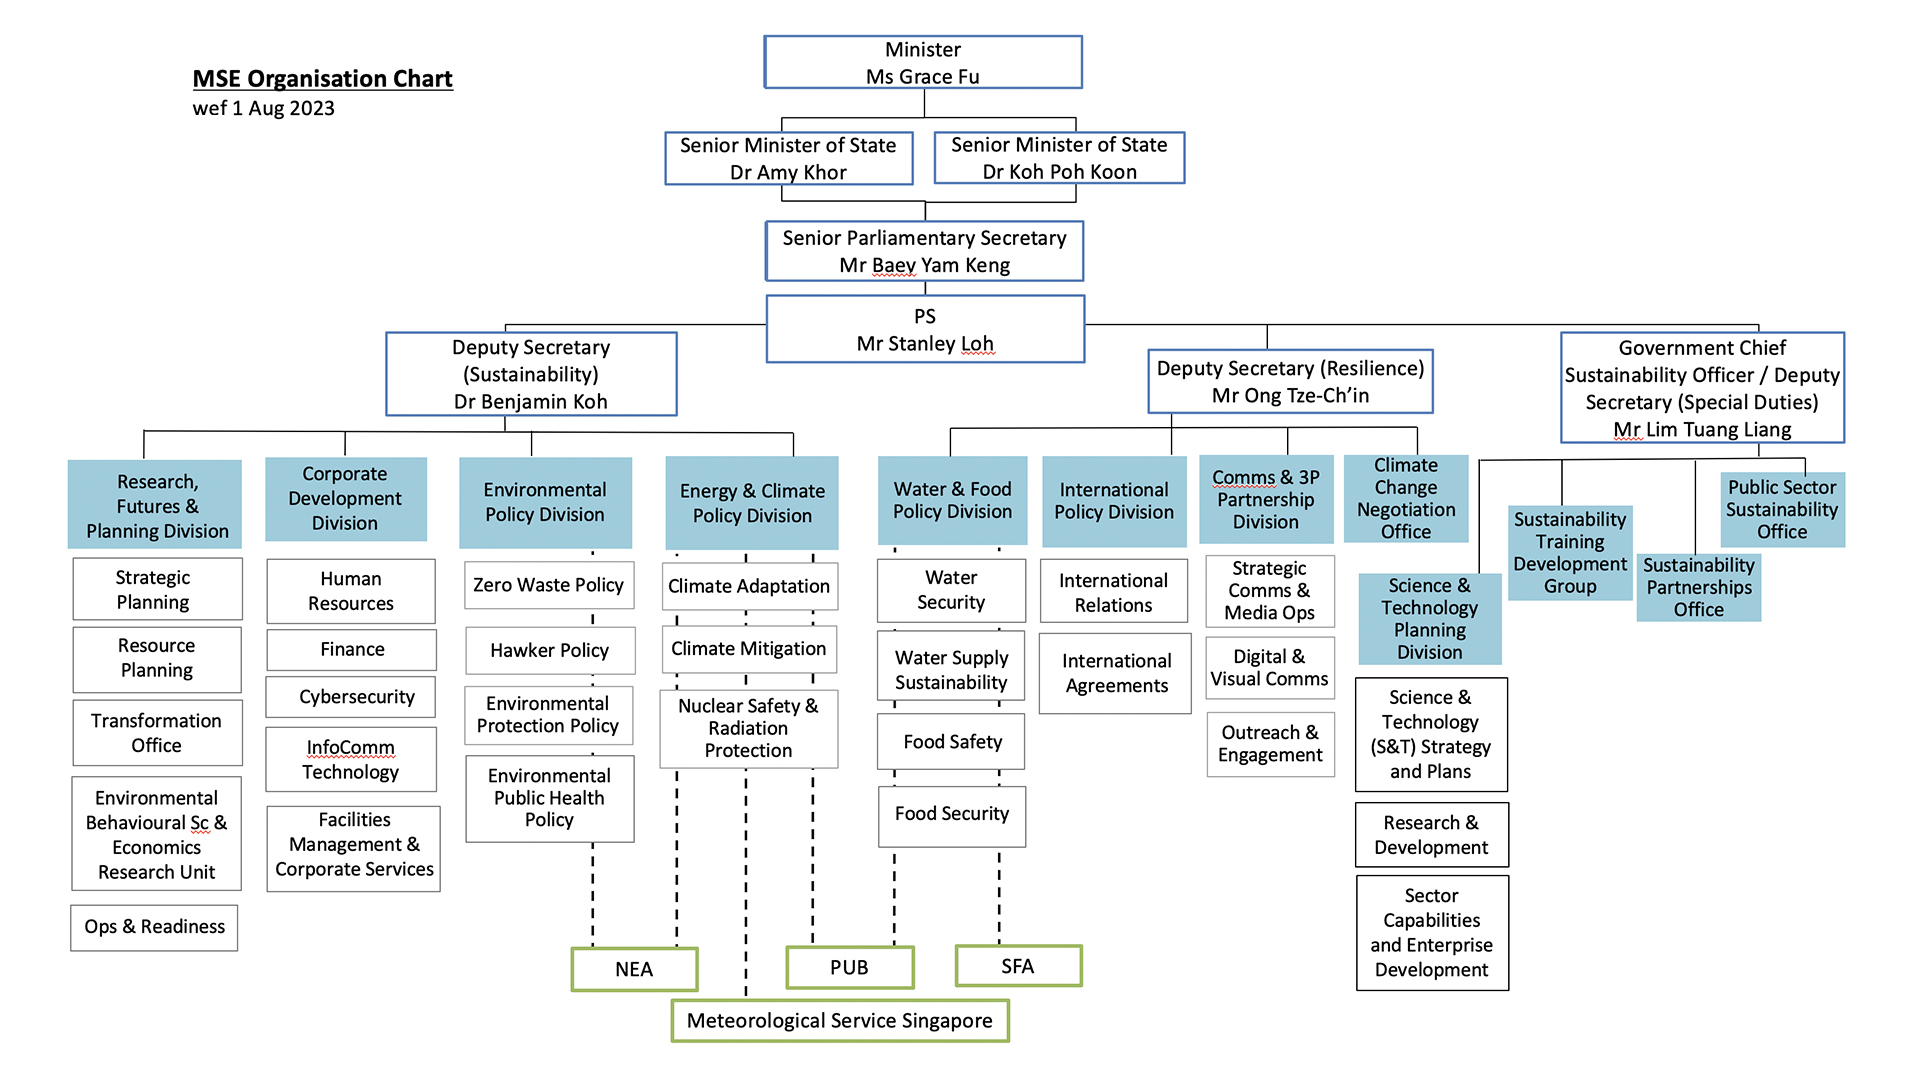 MSE Organisation Chart
wef 1 Aug 2023
Minister
Ms Grace Fu
Senior Minister of State
Dr Amy Khor
Senior Minister of State
Dr Koh Poh Koon
Senior Parliamentary Secretary
Mr Baey Yam Keng
PS
Mr Stanley Loh
Deputy Secretary
(Sustainability)
Dr Benjamin Koh
Deputy Secretary (Resilience)
Mr Ong Tze-Ch’in
Government Chief
Sustainability Officer / Deputy
Secretary (Special Duties)
Mr Lim Tuang Liang
Research,
Futures &
Planning Division
Strategic
Planning
Resource
Planning
Transformation
Office
Environmental
Behavioural Sc &
Economics
Research Unit
Ops & Readiness
Corporate
Development
Division
Human
Resources
Finance
Cybersecurity
InfoComm
Technology
Facilities
Management &
Corporate Services
Environmental
Policy Division
Zero Waste Policy
Hawker Policy
Environmental
Protection Policy
Environmental
Public Health
Policy
Energy & Climate
Policy Division
Climate Adaptation
Climate Mitigation
Nuclear Safety &
Radiation
Protection
Water & Food
Policy Division
Water
Security
Water Supply
Sustainability
Food Safety
Food Security
International
Policy Division
International
Relations
International
Agreements
Comms & 3P
Partnership
Division
Strategic
Comms &
Media Ops
Digital &
Visual Comms
Outreach &
Engagement
Climate
Change
Negotiation
Office
Science &
Technology
Planning
Division
Science &
Technology
(S&T) Strategy
and Plans
Research &
Development
Sector
Capabilities
and Enterprise
Development
Sustainability
Training
Development
Group
Sustainability
Partnerships
Office
Public Sector
Sustainability
Office
NEA
PUB
SFA
Meteorological Service Singapore